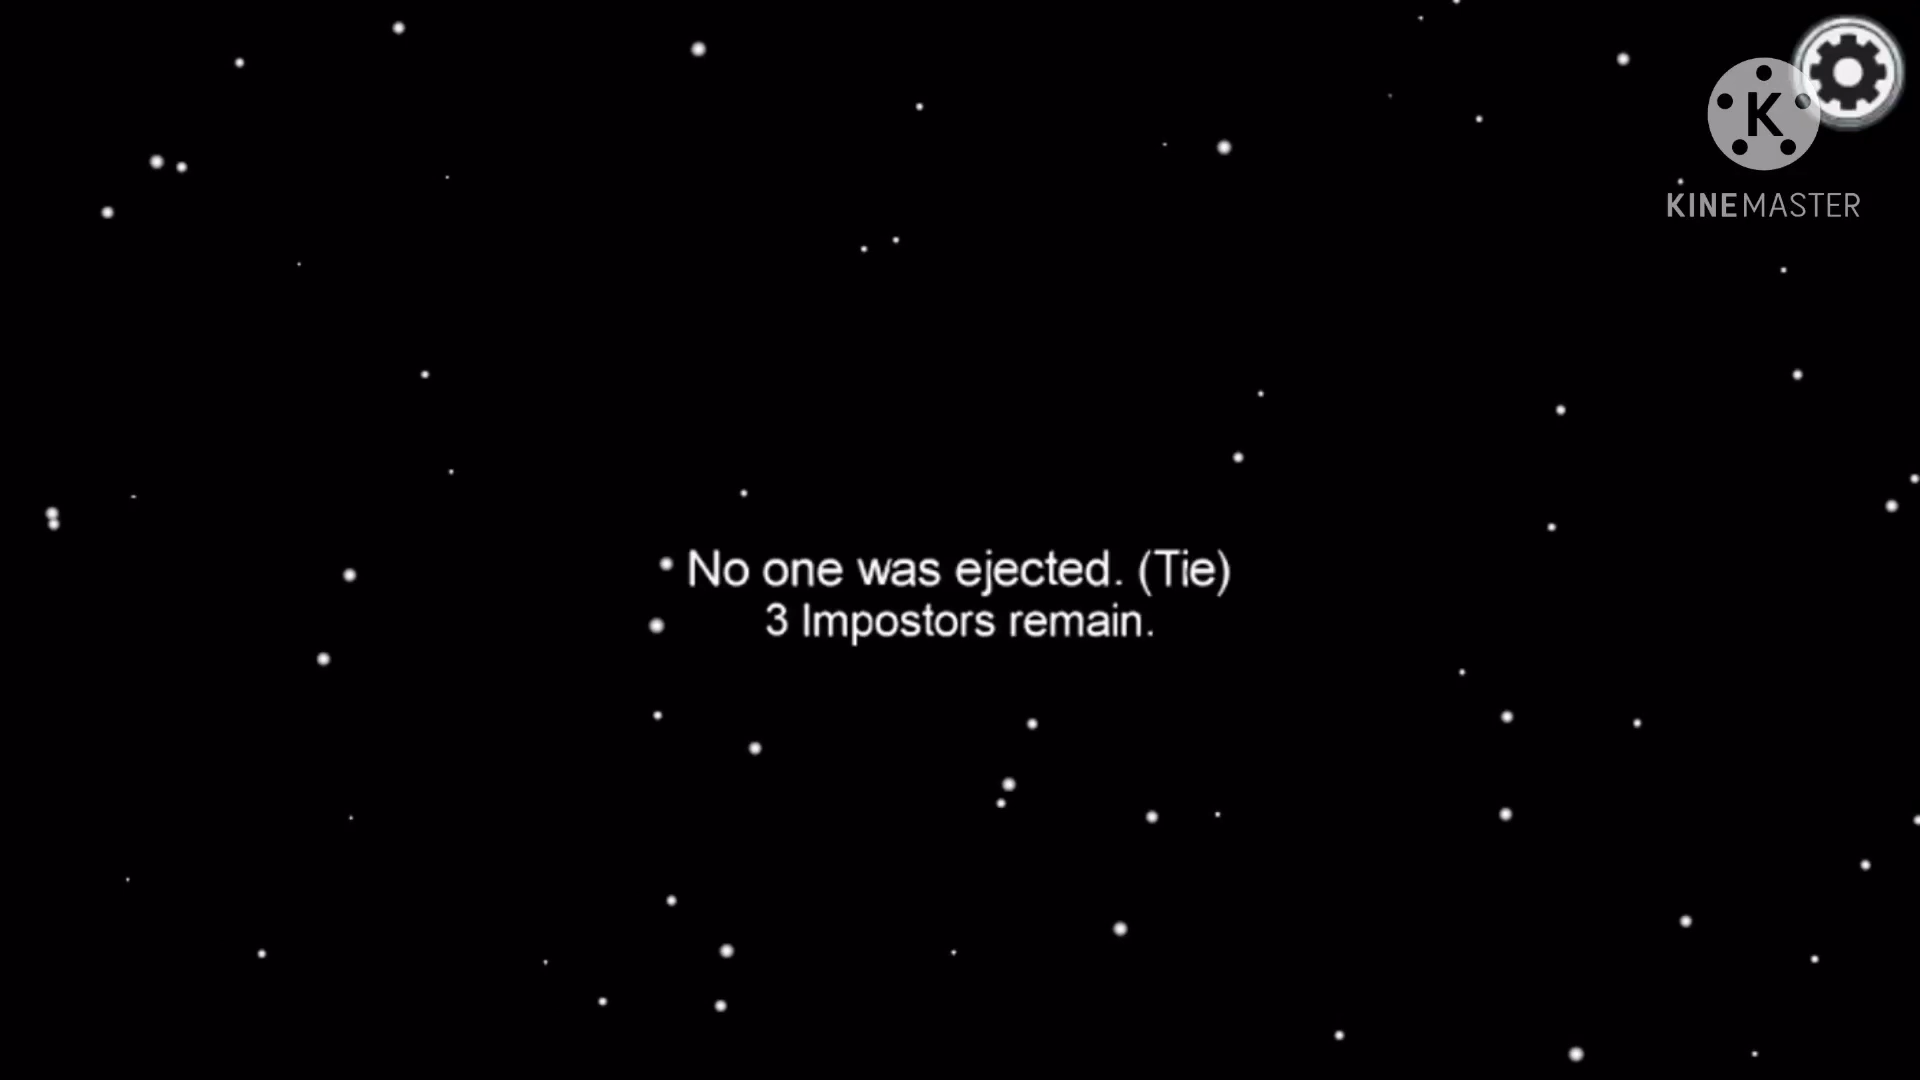 K
KINEMASTER
No one was ejected. (Tie)
3 Impostors remain.